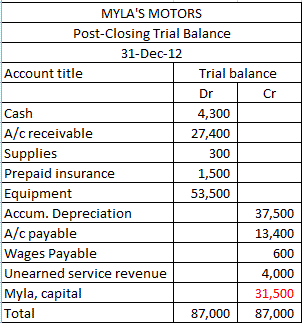 MYLA'S MOTORS
Post-Closing Trial Balance
31-Dec-12
Account title Trial balance
Dr Cr
Cash 4,300
A/c receivable 27,400
Supplies 300
Prepaid insurance 1,500
Equipment 53,500
Accum. Depreciation 37,500
A/c payable 13,400
Wages Payable 600
Unearned service revenue 4,000
Myla, capital 31,500
Total 87,000 87,000